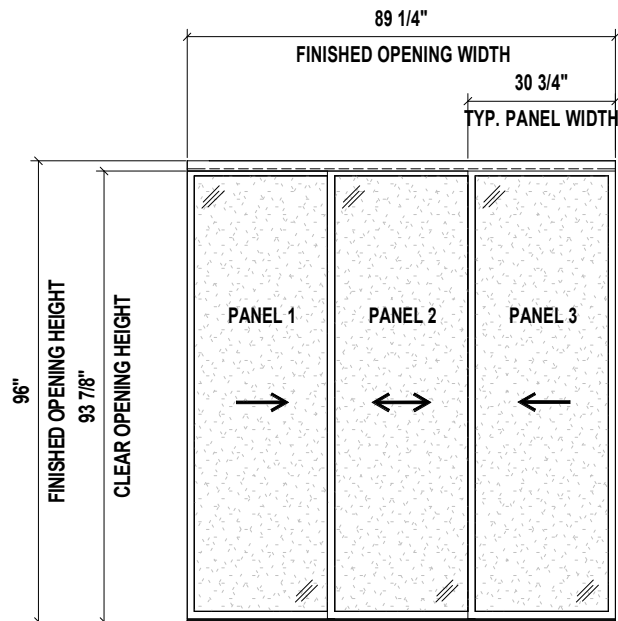 89 1/4"
FINISHED OPENING WIDTH
30 3/4"
TYP. PANEL WIDTH
96"
FINISHED OPENING HEIGHT
93 7/8"
CLEAR OPENING HEIGHT
PANEL 1
PANEL 2
PANEL 3